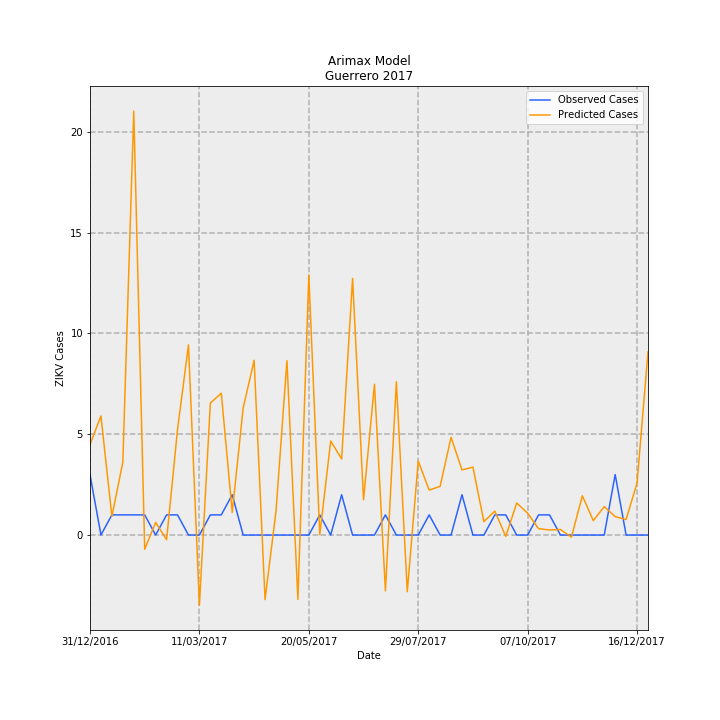 Arimax Model
Guerrero 2017
Observed Cases
Predicted Cases
20
15
10
5
0
ZIKV Cases
31/12/2016 11/03/2017 20/05/2017 29/07/2017 07/10/2017 16/12/2017
Date